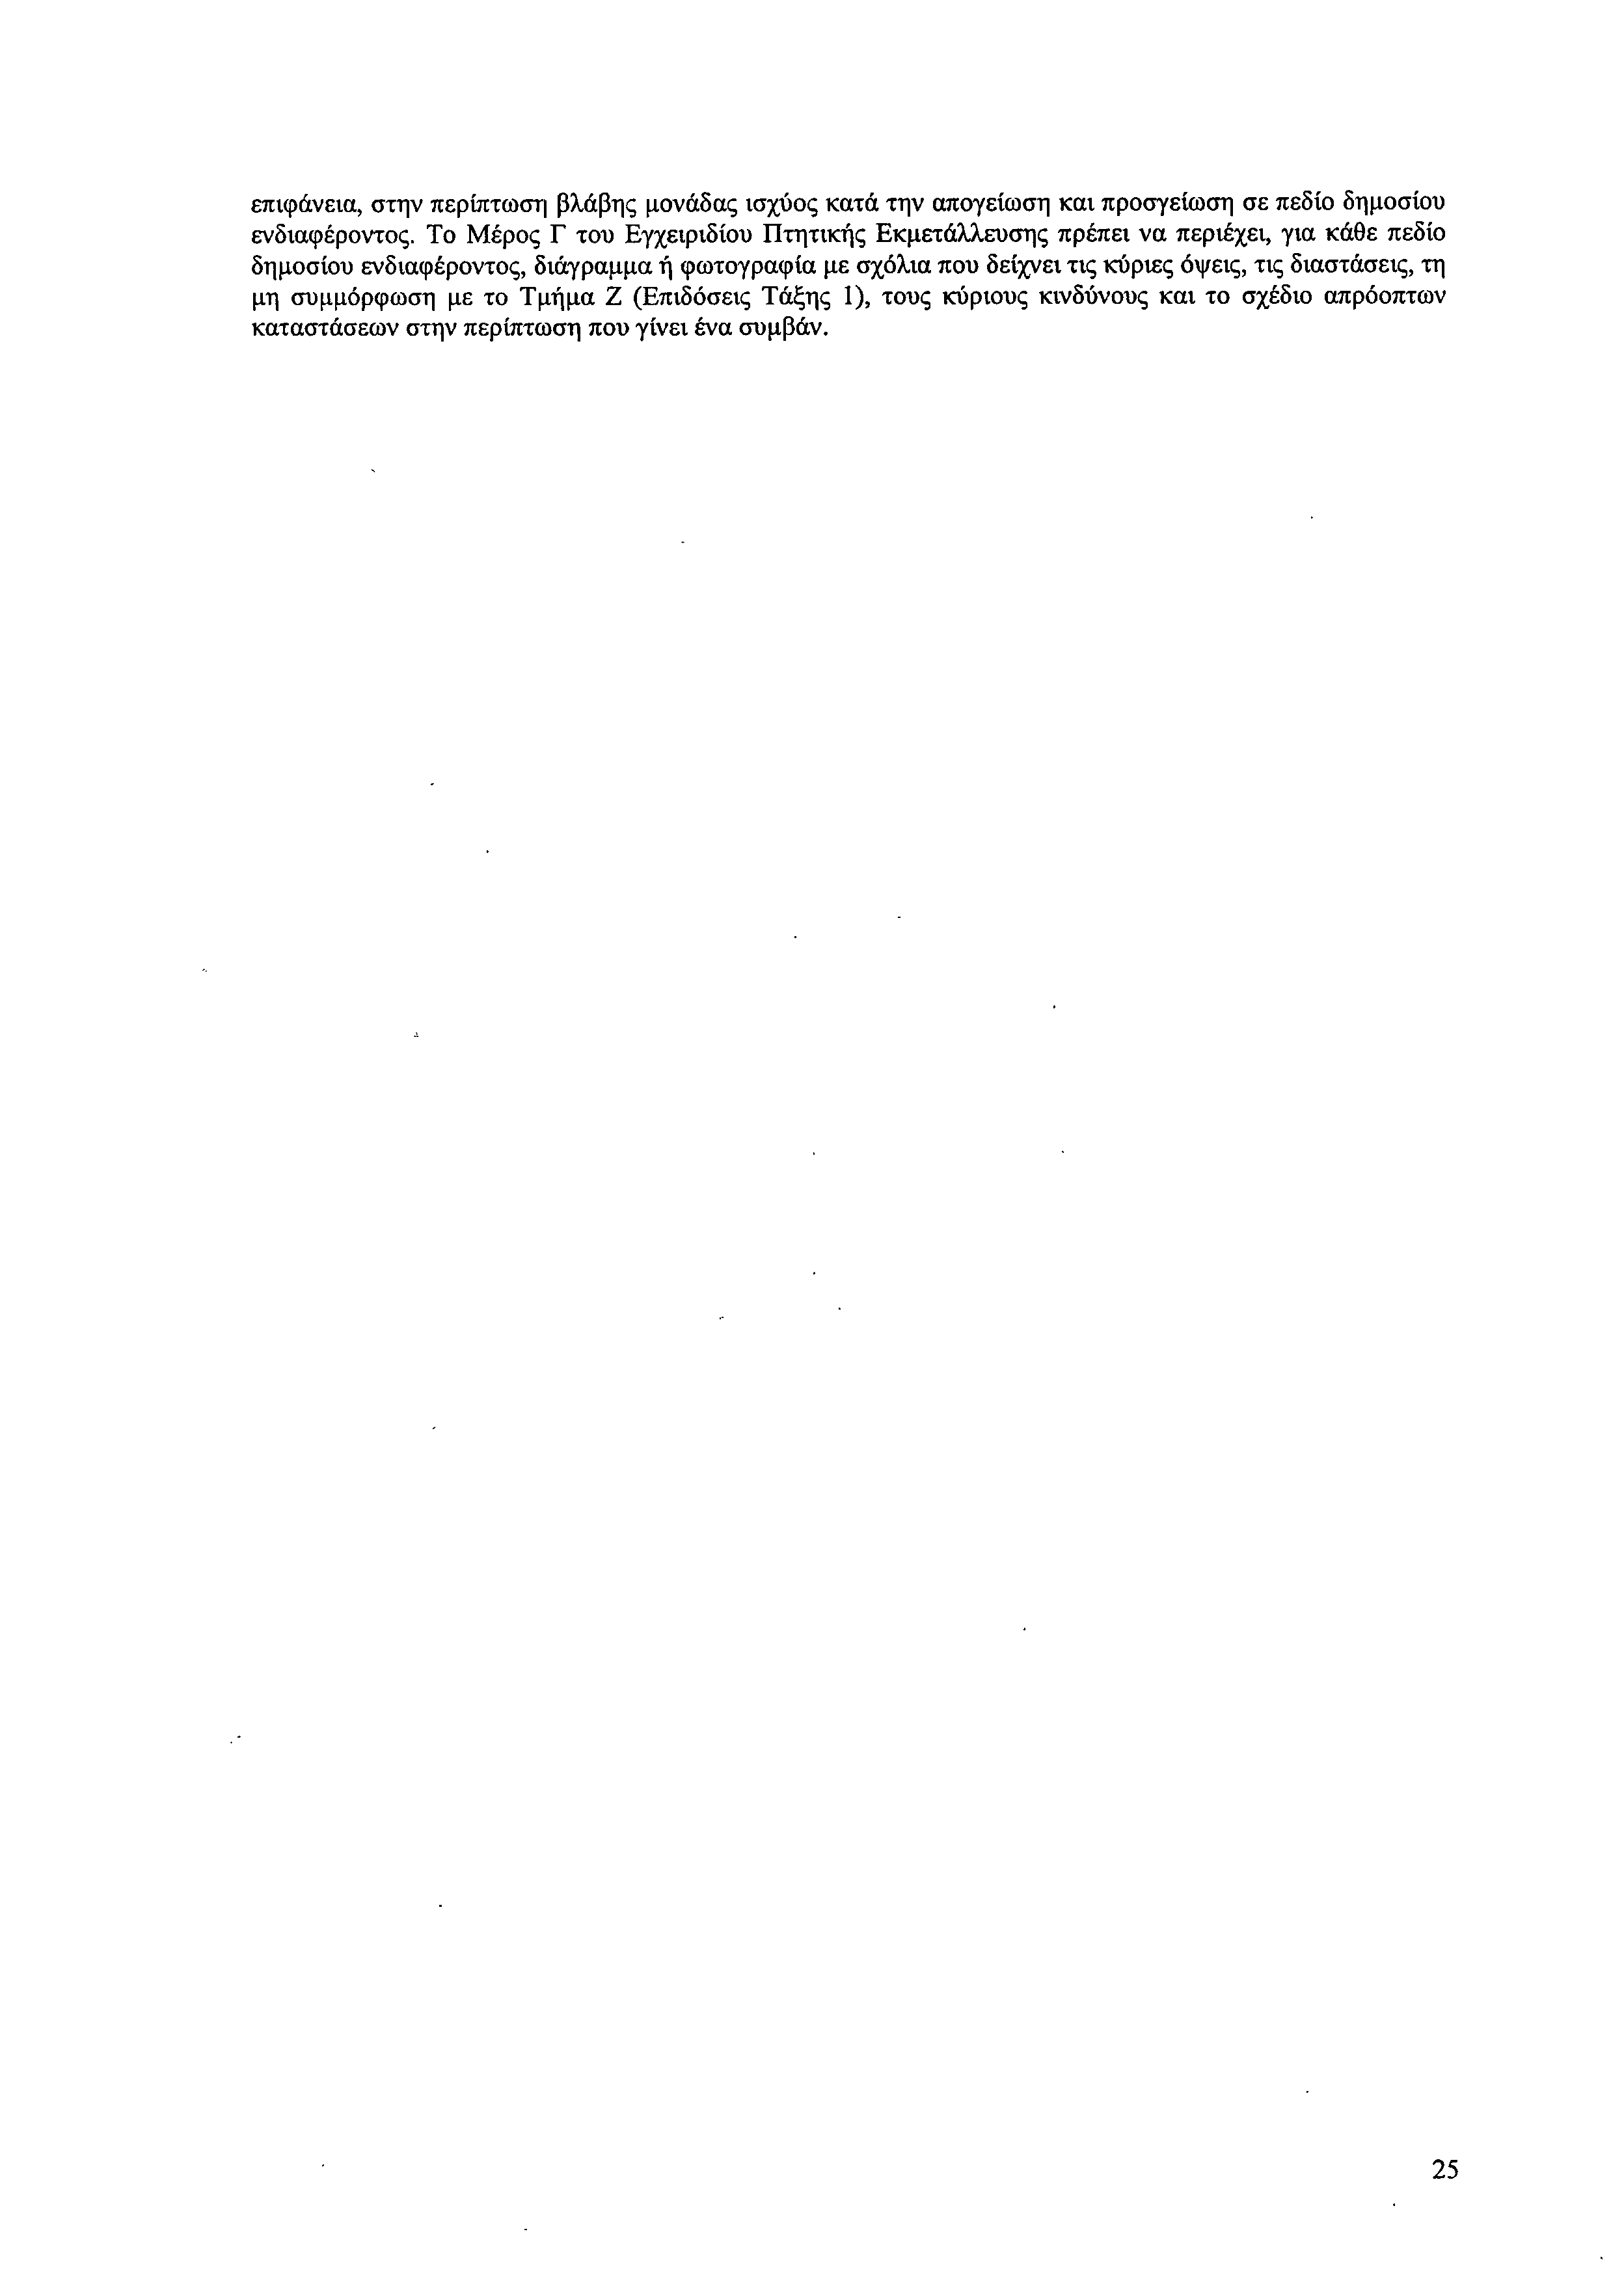 επιφάνεια, στην περίπτωση βλάβης μονάδας ισχύος κατά την απογείωση και προσγείωση σε πεδίο δημοσίου
ενδιαφέροντος. Το Μέρος Γ του Εγχειριδίου Πτητικής Εκμετάλλευσης πρέπει να περιέχει, για κάθε πεδίο
δημοσίου ενδιαφέροντος, διάγραμμα ή φωτογραφία με σχόλια που δείχνει τις κύριες όψεις, τις διαστάσεις, τη
μη συμμόρφωση με το Τμήμα Ζ (Επιδόσεις Τάξης 1), τους κύριους κινδύνους και το σχέδιο απρόοπτων
καταστάσεων στην περίπτωση που γίνει ένα συμβάν.
25